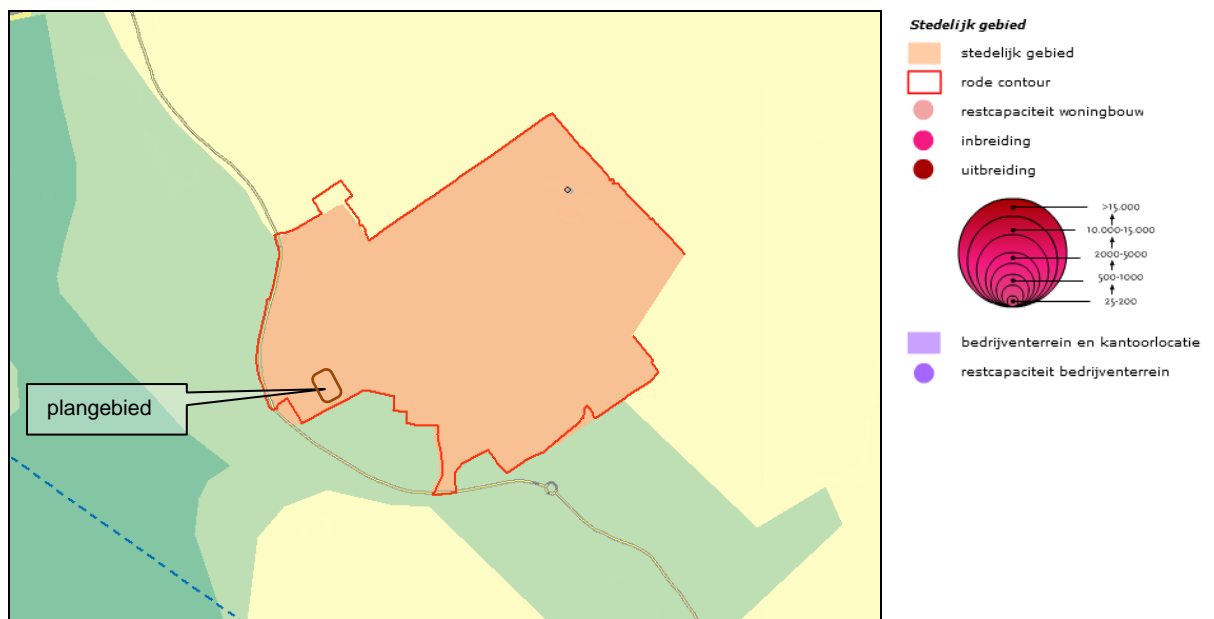 plangebied
Stedelijk gebied
stedelijk gebied
rode contour
restcapaciteit woningbouw
inbreiding
uitbreiding
>15.000
10.000-15.000
2000-5000
500-1000
25-200
bedrijventerrein en kantoorlocatie
restcapaciteit bedrijventerrein